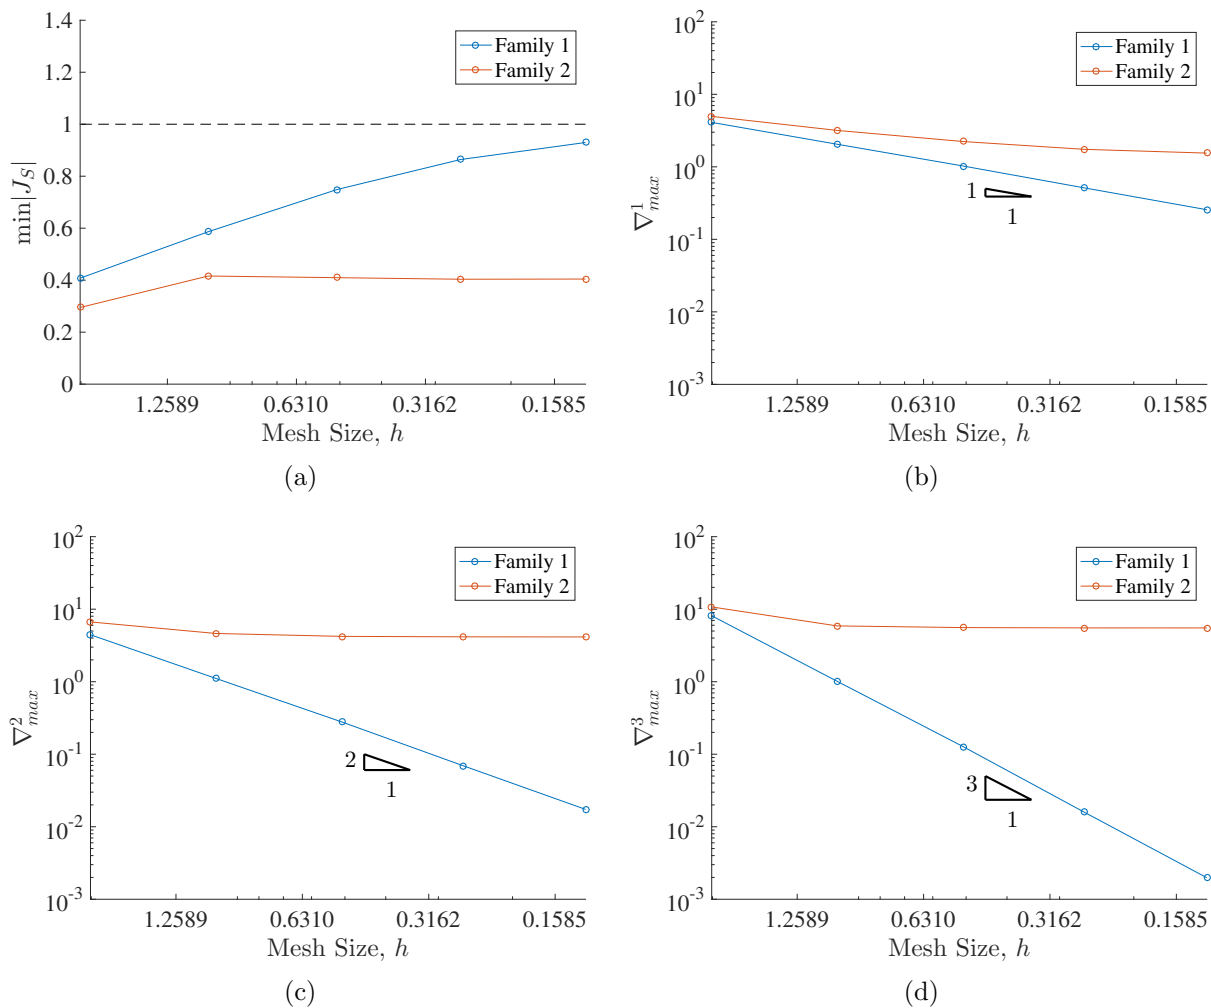 1.4
1.2
1
0.8
0.6
0.4
0.2
0
min|J_S|
Family 1
Family 2
1.2589 0.6310 0.3162 0.1585
Mesh Size, h
(a)
10^2
10^1
10^0
10^-1
10^-2
10^-3
∇^1_max
Family 1
Family 2
1
1
1.2589 0.6310 0.3162 0.1585
Mesh Size, h
(b)
10^2
10^1
10^0
10^-1
10^-2
10^-3
∇^2_max
Family 1
Family 2
2
1
1.2589 0.6310 0.3162 0.1585
Mesh Size, h
(c)
10^2
10^1
10^0
10^-1
10^-2
10^-3
∇^3_max
Family 1
Family 2
3
1
1.2589 0.6310 0.3162 0.1585
Mesh Size, h
(d)